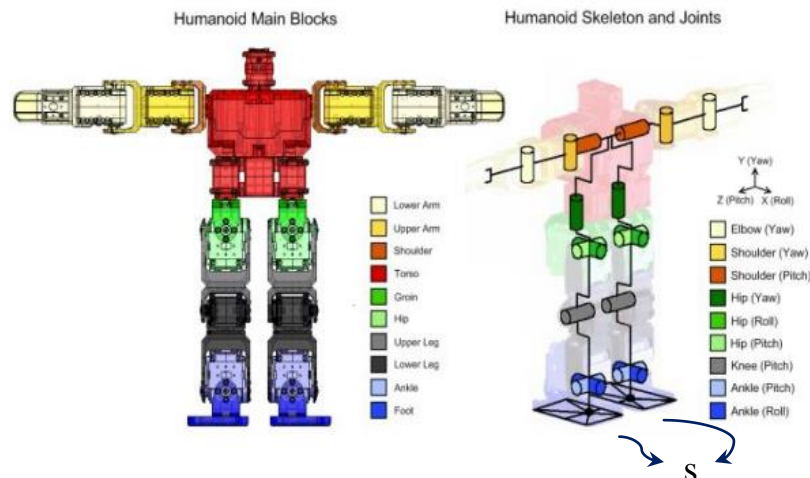 Humanoid Main Blocks
Lower Arm
Upper Arm
Shoulder
Torso
Groin
Hip
Upper Leg
Lower Leg
Ankle
Foot
Humanoid Skeleton and Joints
Y (Yaw)
Z (Pitch) X (Roll)
Elbow (Yaw)
Shoulder (Yaw)
Shoulder (Pitch)
Hip (Yaw)
Hip (Roll)
Hip (Pitch)
Knee (Pitch)
Ankle (Pitch)
Ankle (Roll)
S